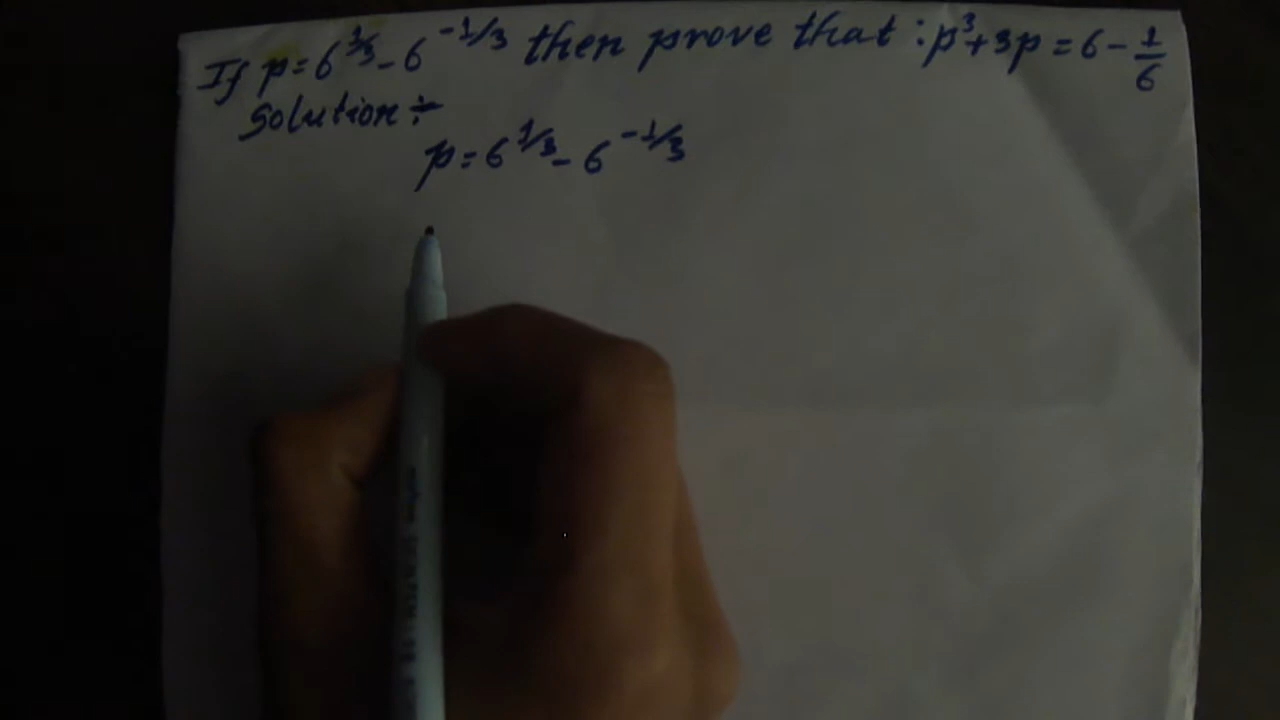 If p = 6^{1/3} - 6^{-1/3} then prove that : p³ + 3p = 6 - \frac{1}{6}
Solution :-
p = 6^{1/3} - 6^{-1/3}